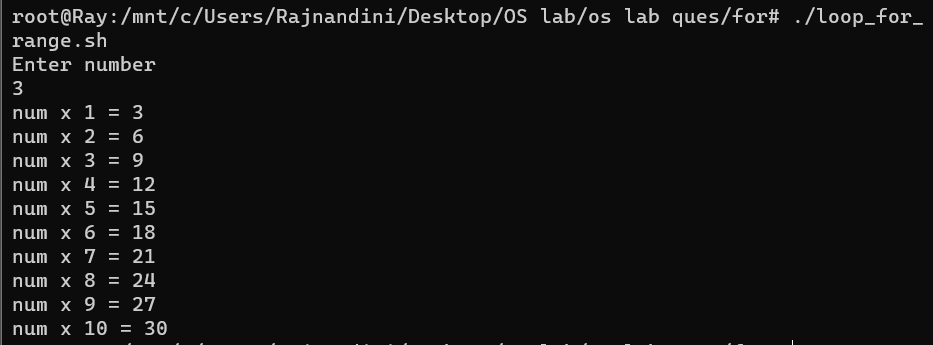 root@Ray:/mnt/c/Users/Rajnandini/Desktop/OS lab/os lab ques/for# ./loop_for_
range.sh
Enter number
3
num x 1 = 3
num x 2 = 6
num x 3 = 9
num x 4 = 12
num x 5 = 15
num x 6 = 18
num x 7 = 21
num x 8 = 24
num x 9 = 27
num x 10 = 30